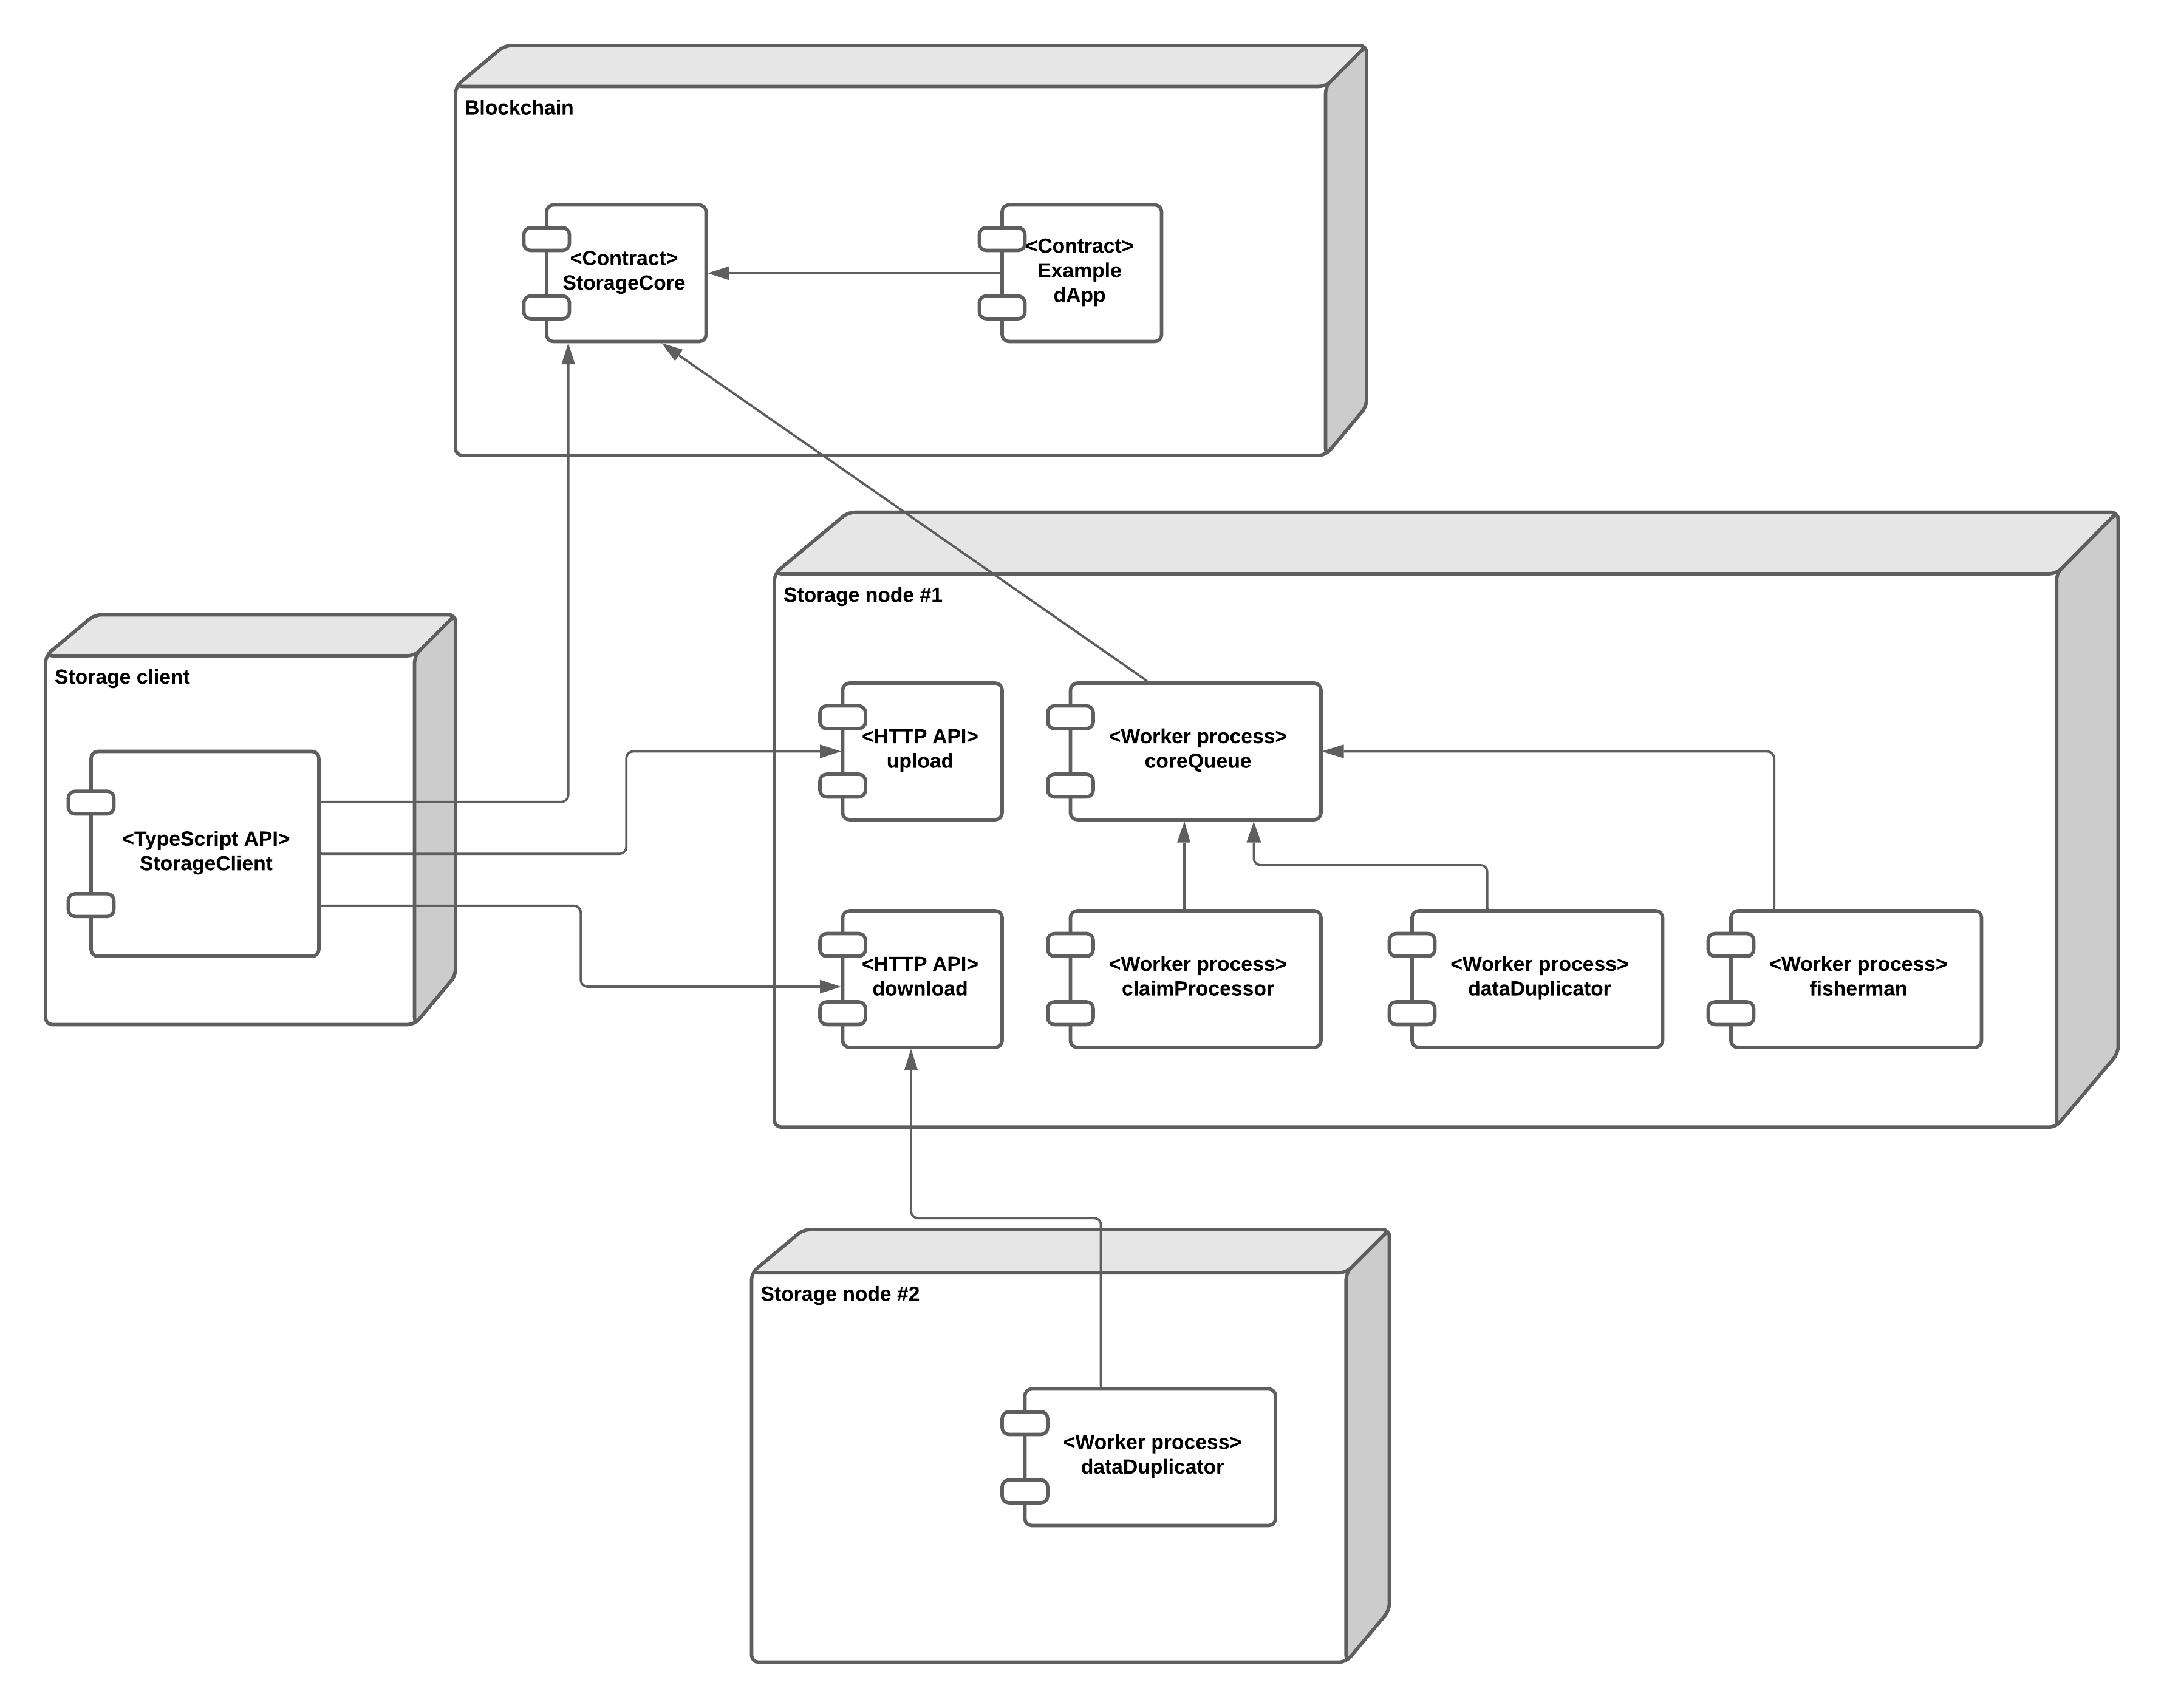 Blockchain
<Contract>
StorageCore
<Contract>
Example
dApp
Storage node #1
Storage client
<HTTP API>
upload
<Worker process>
coreQueue
<TypeScript API>
StorageClient
<HTTP API>
download
<Worker process>
claimProcessor
<Worker process>
dataDuplicator
<Worker process>
fisherman
Storage node #2
<Worker process>
dataDuplicator